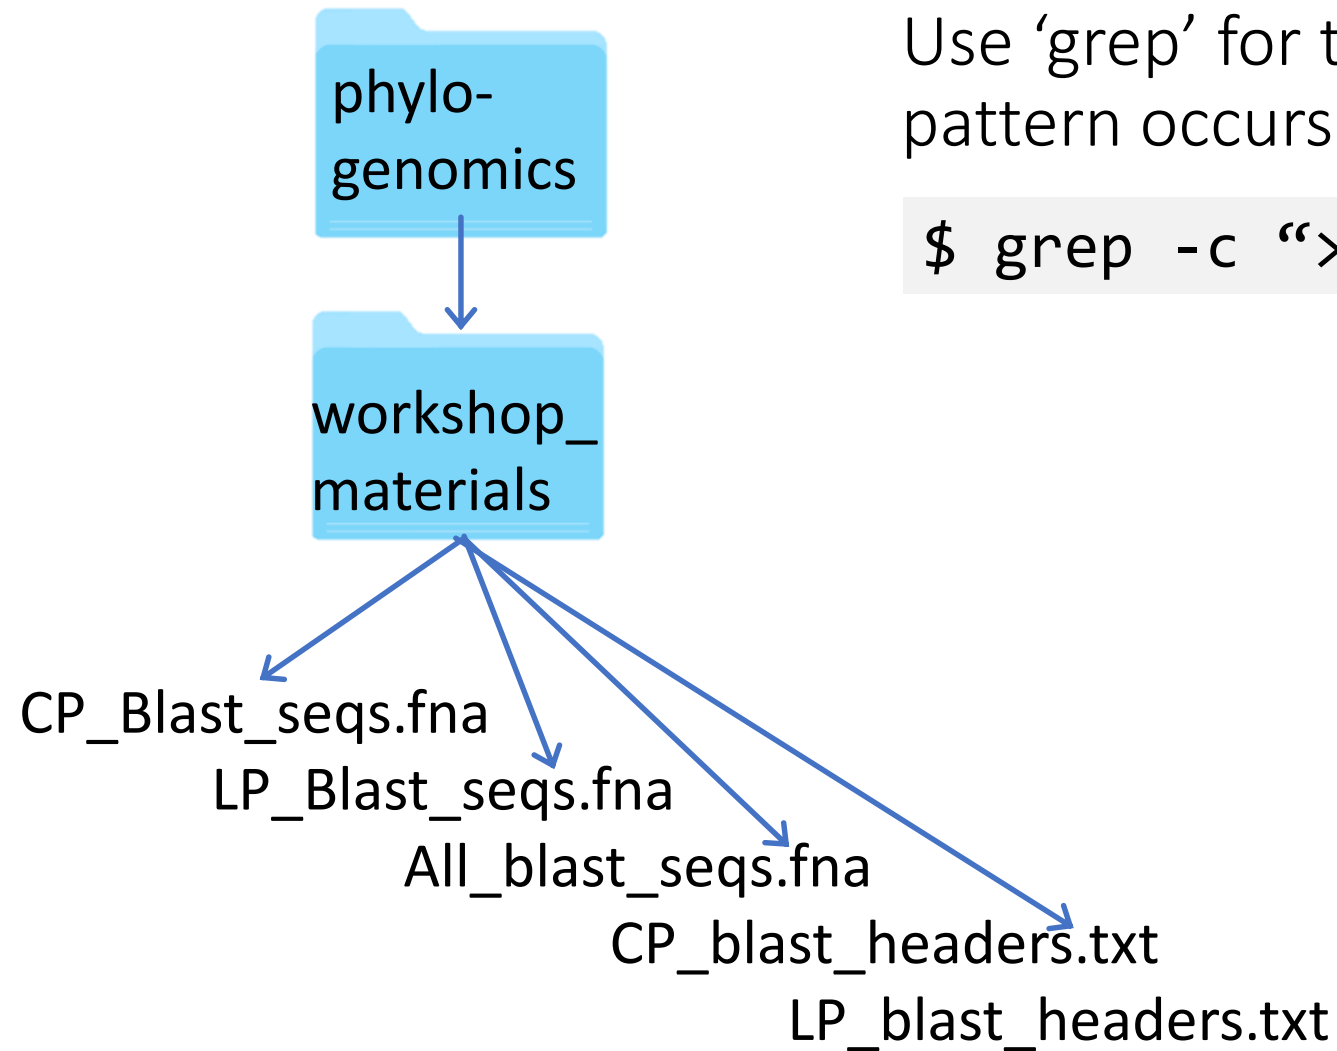 phylo-
genomics
Use ‘grep’ for t
pattern occurs
$ grep -c “>
workshop_
materials
CP_Blast_seqs.fna
LP_Blast_seqs.fna
All_blast_seqs.fna
CP_blast_headers.txt
LP_blast_headers.txt